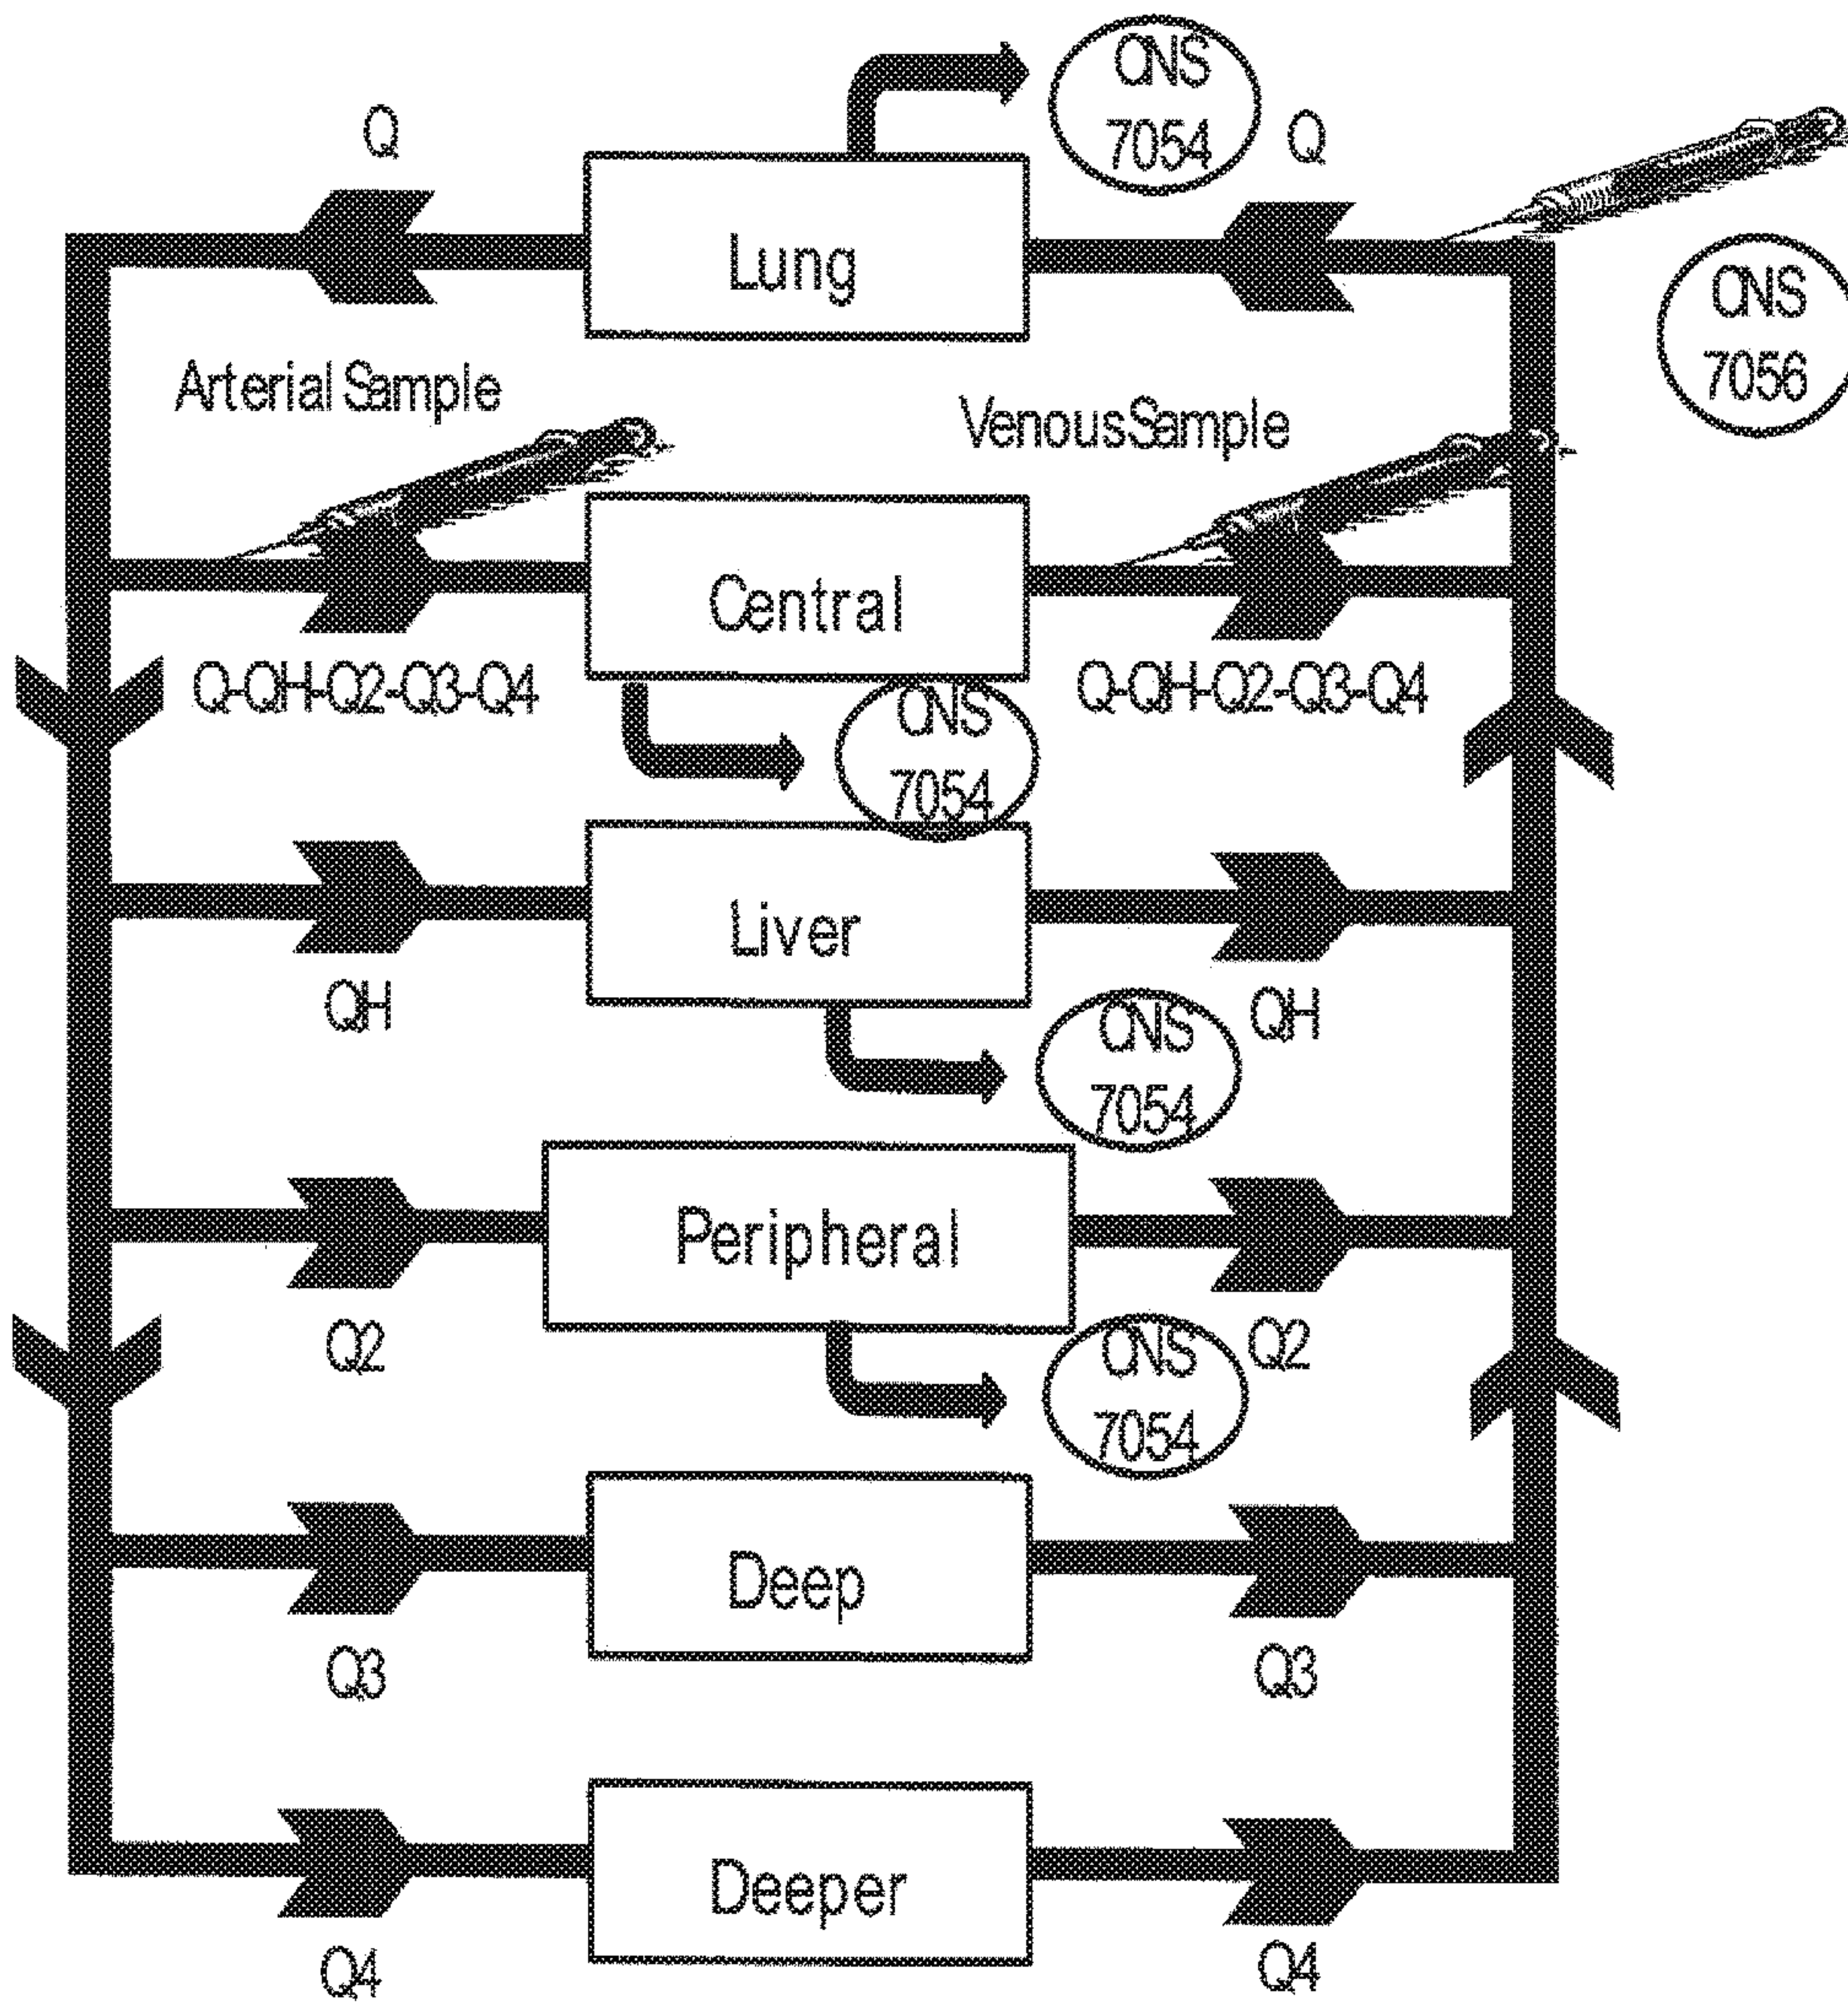 CNS
7054
Q
Q
Lung
CNS
7056
Arterial Sample
Venous Sample
Central
Q-QH-Q2-Q3-Q4
Q-QH-Q2-Q3-Q4
CNS
7054
Liver
QH
QH
CNS
7054
Peripheral
Q2
Q2
CNS
7054
Deep
Q3
Q3
Deeper
Q4
Q4